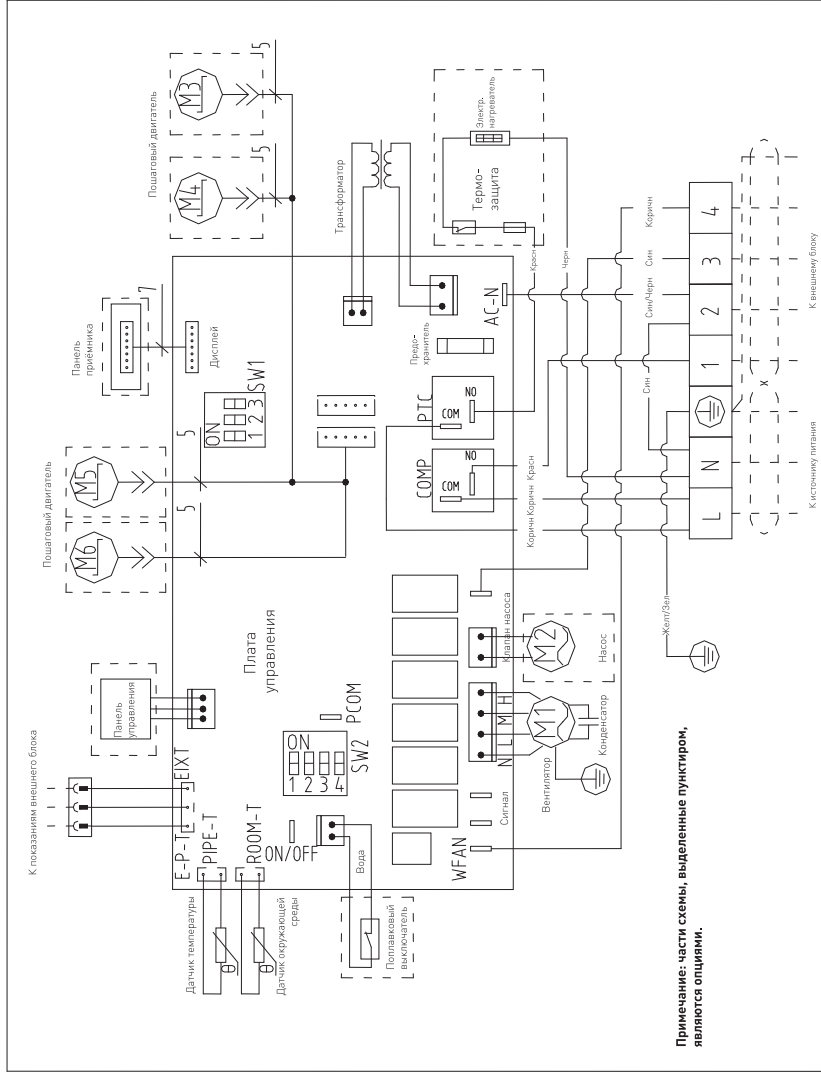 К показаниям внешнего блока
Панель
управления
Пошаговый двигатель
M6
M5
5
5
Панель
приёмника
7
Дисплей
Пошаговый двигатель
M4
M3
5
5
E-P-T
EIXT
PIPE-T
ROOM-T
Датчик температуры
θ
Датчик окружающей
среды
θ
ON/OFF
Вода
Поплавковый
выключатель
ON
1 2 3 4
SW2
PCOM
Плата
управления
ON
1 2 3
SW1
Трансформатор
Термо-
защита
Электр.
нагреватель
Предо-
хранитель
AC-N
PTC
COM
NO
COMP
COM
NO
Красн
Черн
WFAN
Сигнал
N L M H
Клапан насоса
M1
M2
Вентилятор
Конденсатор
Насос
Коричн
Коричн
Красн
Син
Син/Черн
Син
Коричн
Желт/Зел
L
N
1
2
3
4
К источнику питания
К внешнему блоку
Примечание: части схемы, выделенные пунктиром,
являются опциями.